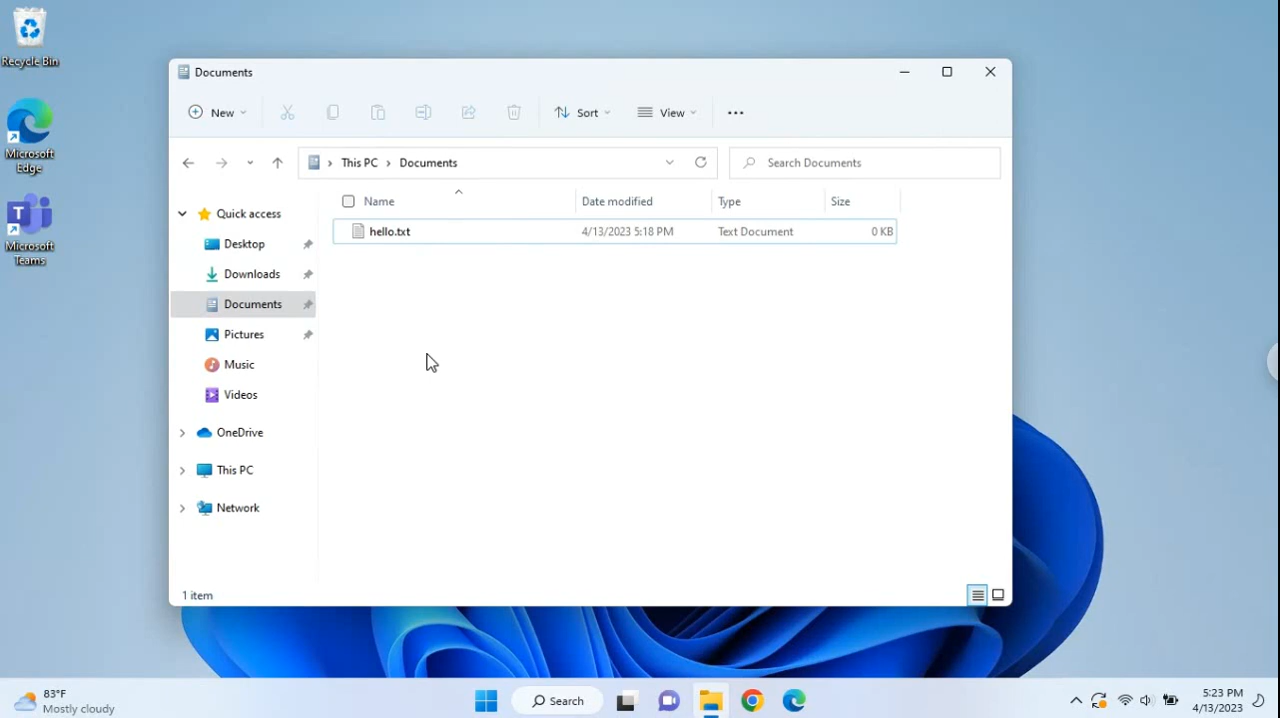 Recycle Bin
Microsoft
Edge
Microsoft
Teams
Documents
New
Sort
View
This PC
Documents
Search Documents
Name
Date modified
Type
Size
hello.txt
4/13/2023 5:18 PM
Text Document
0 KB
Quick access
Desktop
Downloads
Documents
Pictures
Music
Videos
OneDrive
This PC
Network
1 item
83°F
Mostly cloudy
Search
5:23 PM
4/13/2023